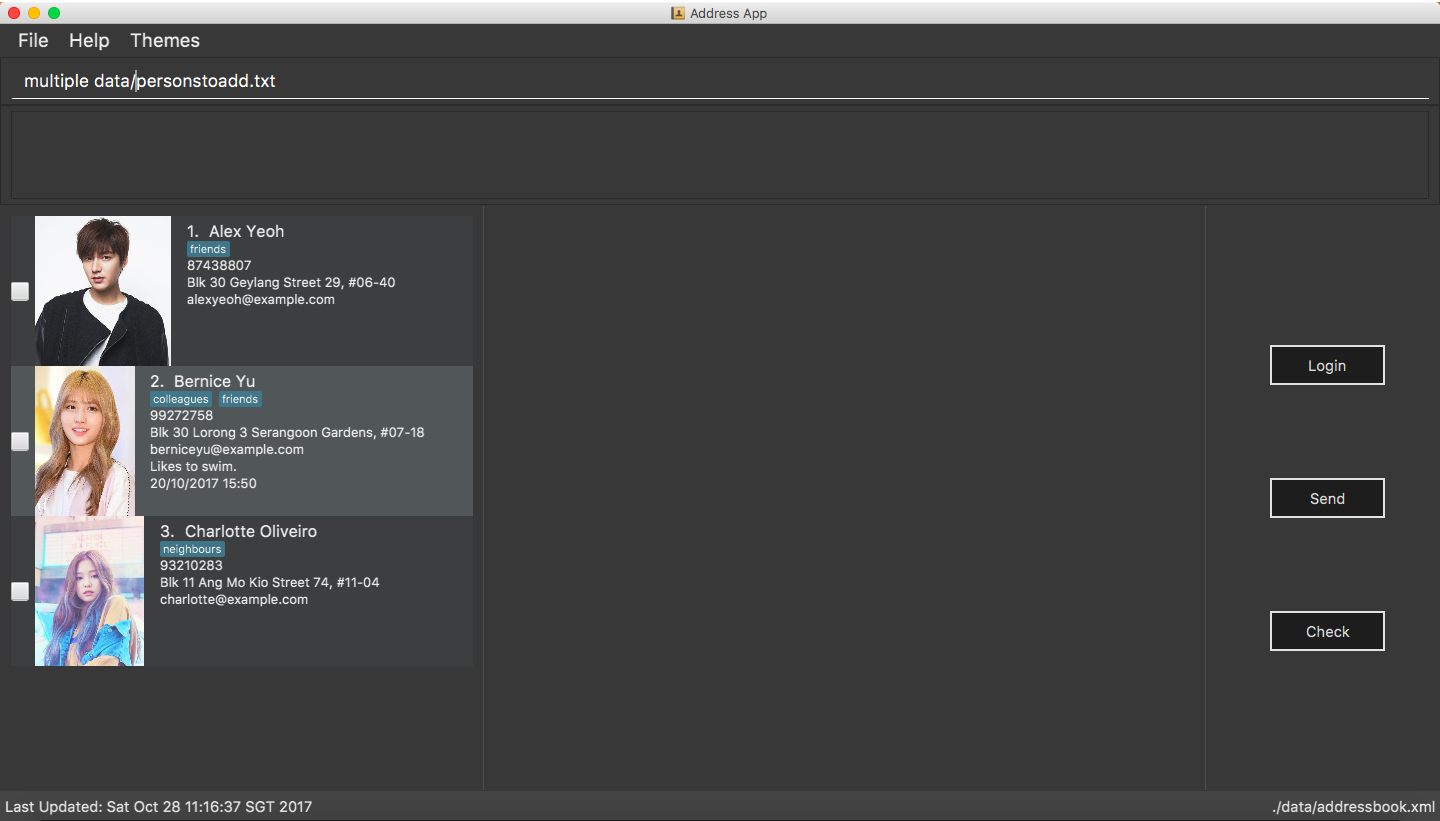 Address App
File Help Themes
multiple data/personstoadd.txt
1. Alex Yeoh
friends
87438807
Blk 30 Geylang Street 29, #06-40
alexyeoh@example.com
2. Bernice Yu
colleagues friends
99272758
Blk 30 Lorong 3 Serangoon Gardens, #07-18
berniceyu@example.com
Likes to swim.
20/10/2017 15:50
3. Charlotte Oliveiro
neighbours
93210283
Blk 11 Ang Mo Kio Street 74, #11-04
charlotte@example.com
Login
Send
Check
Last Updated: Sat Oct 28 11:16:37 SGT 2017
./data/addressbook.xml